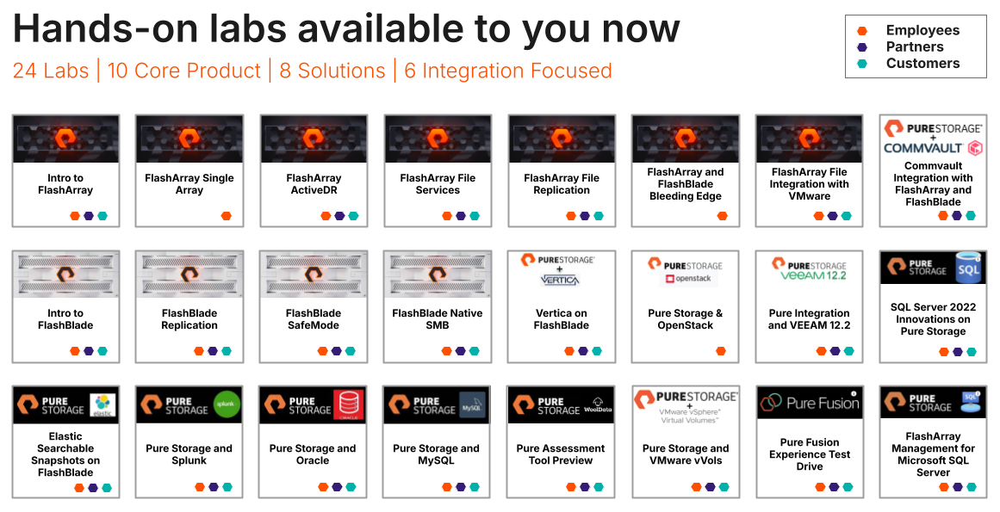 Hands-on labs available to you now
24 Labs | 10 Core Product | 8 Solutions | 6 Integration Focused
Employees
Partners
Customers
Intro to
FlashArray
FlashArray Single
Array
FlashArray
ActiveDR
FlashArray File
Services
FlashArray File
Replication
FlashArray and
FlashBlade
Bleeding Edge
FlashArray File
Integration with
VMware
PURESTORAGE®
+
COMMVAULT
Commvault
Integration with
FlashArray and
FlashBlade
Intro to
FlashBlade
FlashBlade
Replication
FlashBlade
SafeMode
FlashBlade Native
SMB
PURESTORAGE®
+
VERTICA
Vertica on
FlashBlade
PURESTORAGE
openstack
Pure Storage &
OpenStack
PURESTORAGE
veeAM 12.2
Pure Integration
and VEEAM 12.2
PURE
STORAGE
SQL
SQL Server 2022
Innovations on
Pure Storage
PURE
STORAGE
elastic
Elastic
Searchable
Snapshots on
FlashBlade
PURE
STORAGE
splunk
Pure Storage and
Splunk
PURE
STORAGE
ORACLE
Pure Storage and
Oracle
PURE
STORAGE
MySQL
Pure Storage and
MySQL
PURE
STORAGE
WoolData
Pure Assessment
Tool Preview
PURESTORAGE®
+
VMware vSphere®
Virtual Volumes™
Pure Storage and
VMware vVols
Pure Fusion
Pure Fusion
Experience Test
Drive
PURE
STORAGE
SQL
FlashArray
Management for
Microsoft SQL
Server